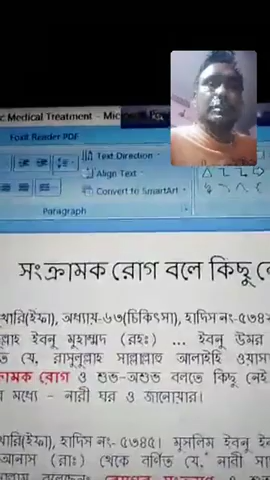 c Medical Treatment - Mic
Foxit Reader PDF
Text Direction
Align Text
Convert to SmartArt
Paragraph
সংক্রামক রোগ বলে কিছু
খারি(ইফা), অধ্যায়-৬৩(চিকিৎসা), হাদিস নং-৫৩৪
ইবনু মুহাম্মদ (রহঃ) ... ইবনু উমর
ত যে, রাসুলুল্লাহ সাল্লাল্লাহু আলাইহি ওয়াসা
ক্রামক রোগ ও শুভ-অশুভ বলতে কিছু নেই
মধ্যে - নারী ঘর ও জানোয়ার।
খারি(ইফা), হাদিস নং- ৫৩৪৫। মুসলিম ইবনু ই
আনাস (রাঃ) থেকে বর্ণিত যে, নাবী সা